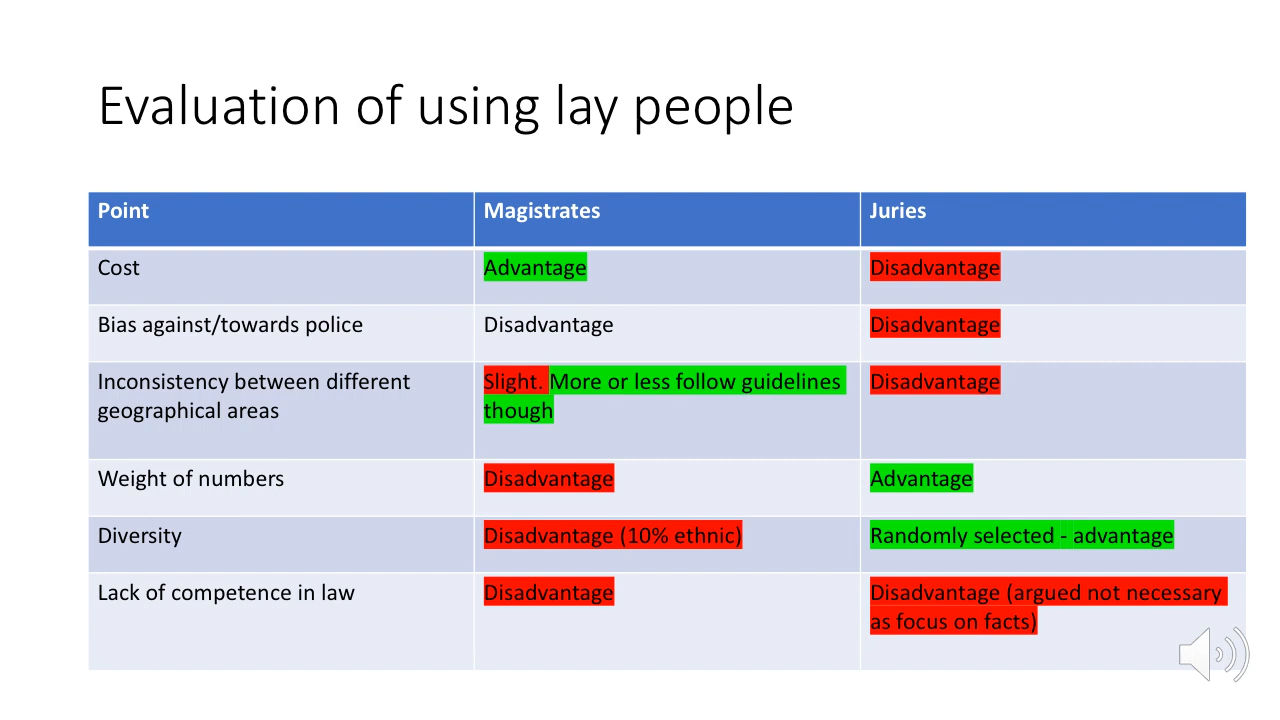 Evaluation of using lay people
Point Magistrates Juries
Cost Advantage Disadvantage
Bias against/towards police Disadvantage Disadvantage
Inconsistency between different Slight. More or less follow guidelines Disadvantage
geographical areas though
Weight of numbers Disadvantage Advantage
Diversity Disadvantage (10% ethnic) Randomly selected - advantage
Lack of competence in law Disadvantage Disadvantage (argued not necessary
as focus on facts)